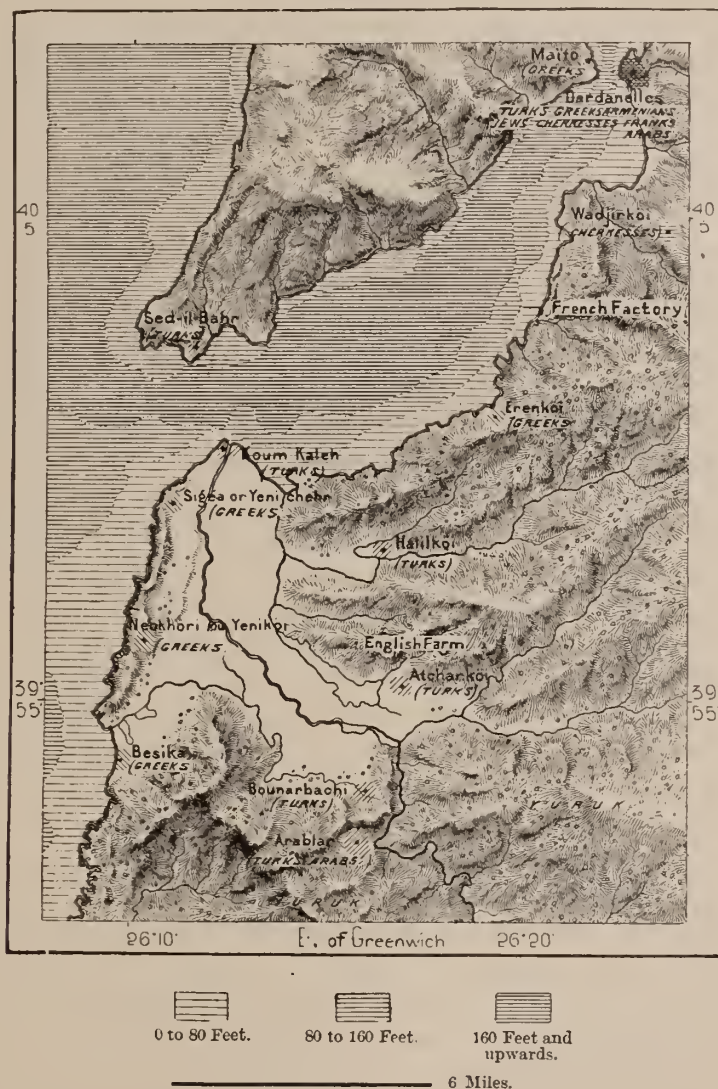 Maito
(GREEKS)
Dardanelles
TURKS GREEKS ARMENIANS
JEWS CHERKESSES FRANKS
ARABS
40
5
40
5
Wadjirkoi
(CHERKESSES)
French Factory
Sed-il-Bahr
(TURKS)
Erenkoi
(GREEKS)
Koum Kaleh
(TURKS)
Sigea or Yenichehr
(GREEKS
Halilkoi
(TURKS)
Neokhori ou Yenikoi
GREEKS)
English Farm
Atchankoi
(TURKS)
39
55
39
55
Besika
(GREEKS
Bounarbachi
(TURKS)
YURUK
Arablar
(TURKS ARABS)
YURUK
26°10
E. of Greenwich
26°20
0 to 80 Feet.
80 to 160 Feet.
160 Feet and
upwards.
6 Miles.